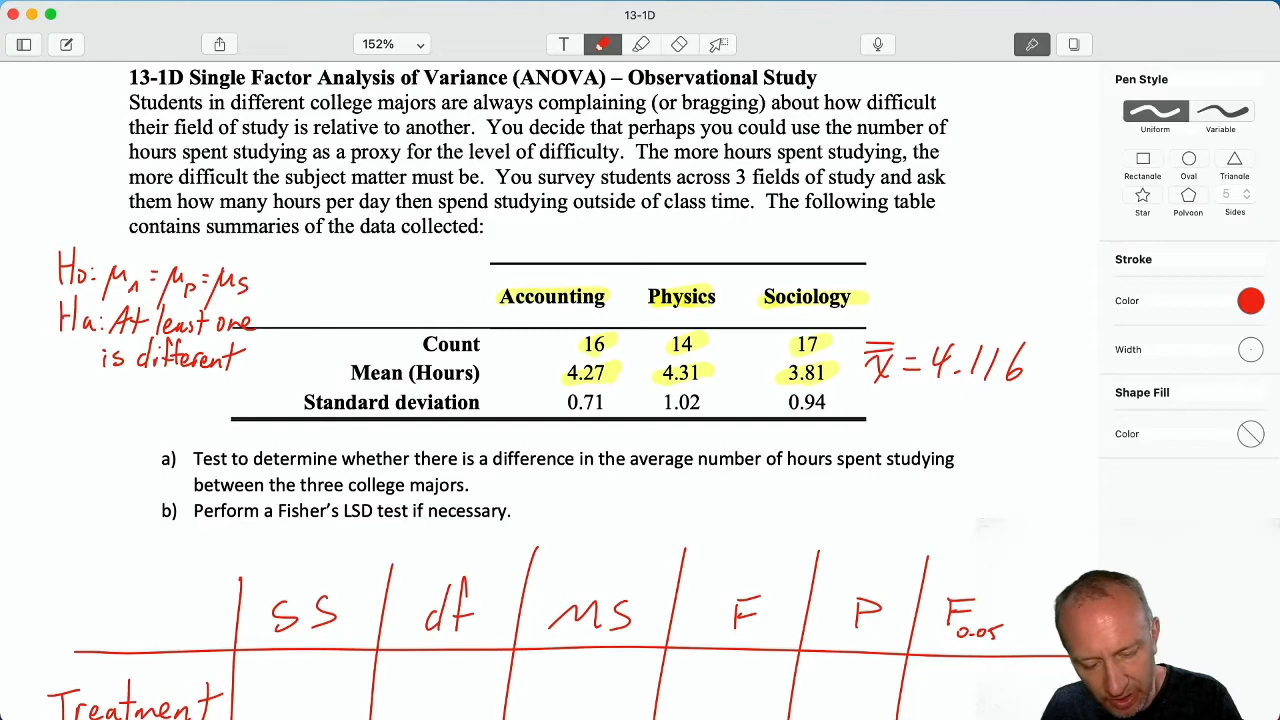 13-1D
152%
T
13-1D Single Factor Analysis of Variance (ANOVA) – Observational Study
Students in different college majors are always complaining (or bragging) about how difficult
their field of study is relative to another. You decide that perhaps you could use the number of
hours spent studying as a proxy for the level of difficulty. The more hours spent studying, the
more difficult the subject matter must be. You survey students across 3 fields of study and ask
them how many hours per day then spend studying outside of class time. The following table
contains summaries of the data collected:
H0: μA = μP = μS
Ha: At least one
is different
Accounting Physics Sociology
Count 16 14 17
Mean (Hours) 4.27 4.31 3.81
Standard deviation 0.71 1.02 0.94
x̿ = 4.116
a) Test to determine whether there is a difference in the average number of hours spent studying
between the three college majors.
b) Perform a Fisher's LSD test if necessary.
SS df MS F P F0.05
Treatment
Pen Style
Uniform Variable
Rectangle Oval Triangle
5
Star Polygon Sides
Stroke
Color
Width
Shape Fill
Color